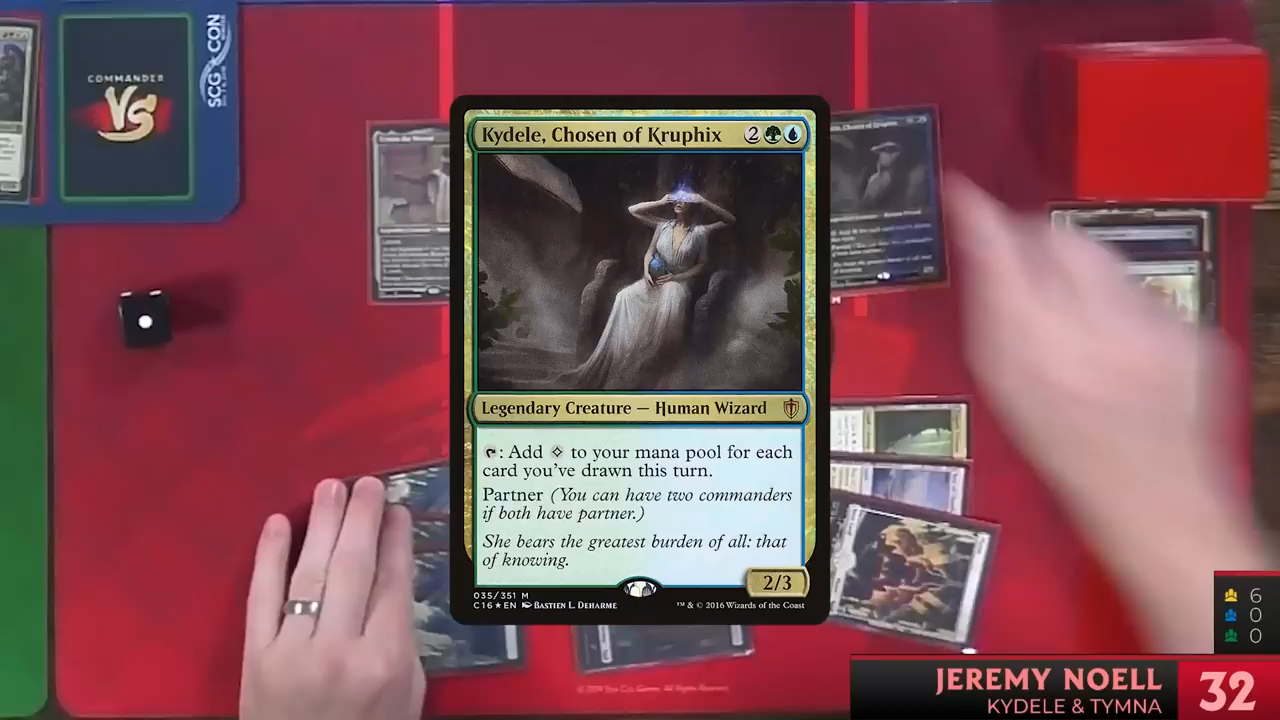 COMMANDER
VS
SCG CON
Kydele, Chosen of Kruphix 2
Legendary Creature — Human Wizard
: Add to your mana pool for each
card you've drawn this turn.
Partner (You can have two commanders
if both have partner.)
She bears the greatest burden of all: that
of knowing.
2/3
035/351 M
C16 ★ EN Bastien L. Deharme
™ & © 2016 Wizards of the Coast
6
0
0
JEREMY NOELL
KYDELE & TYMNA
32